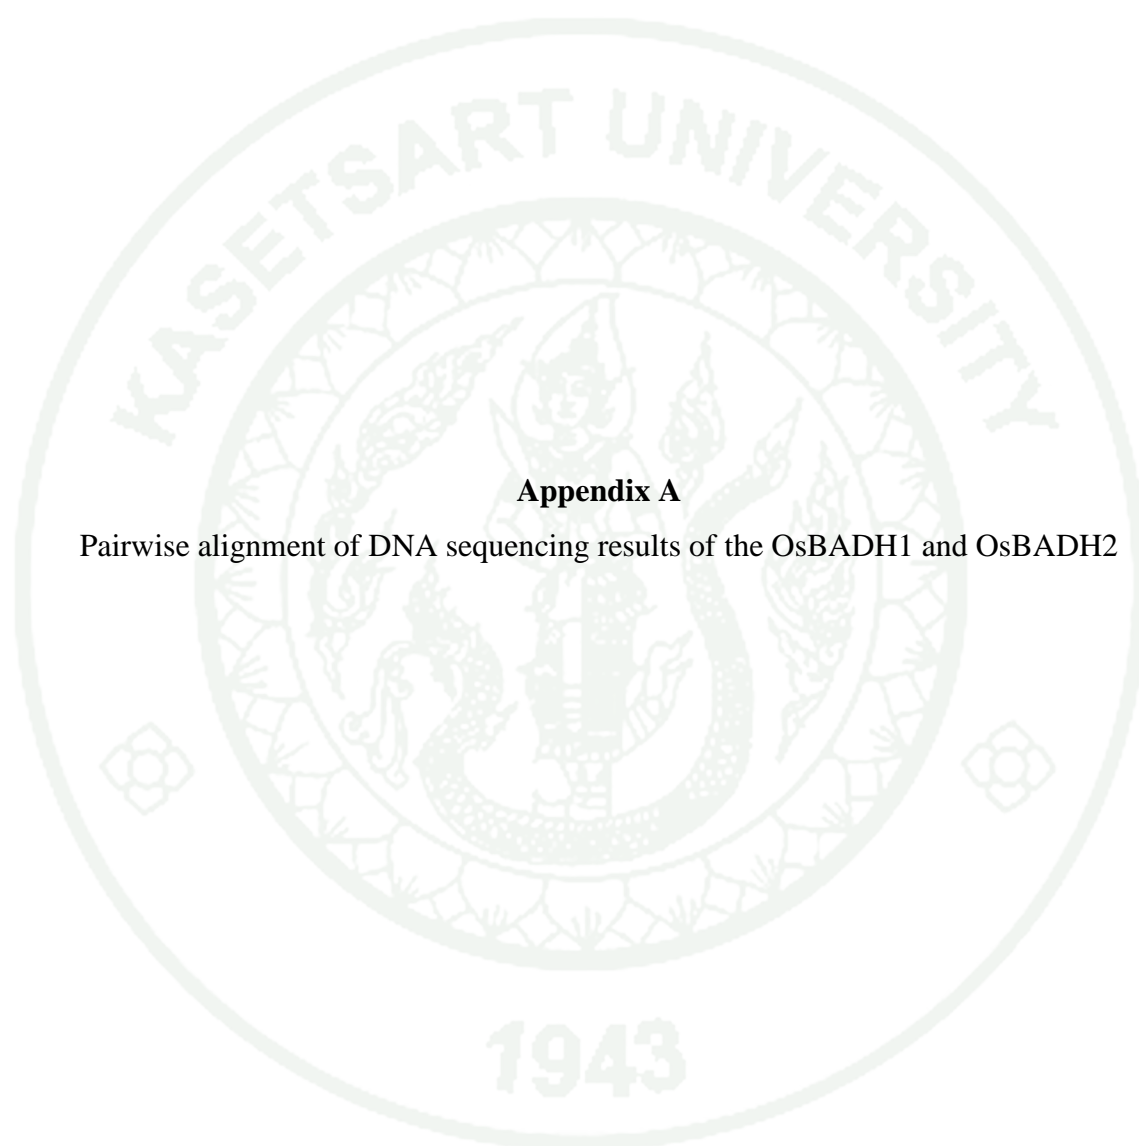 KASETSART UNIVERSITY
Appendix A
Pairwise alignment of DNA sequencing results of the OsBADH1 and OsBADH2
1943